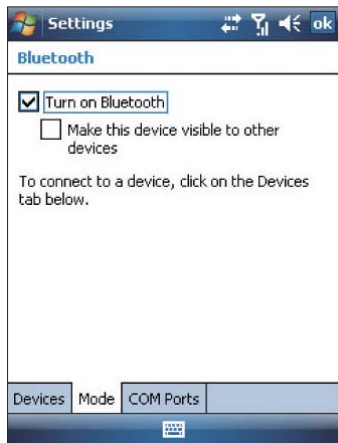 Settings
ok
Bluetooth
Turn on Bluetooth
Make this device visible to other
devices
To connect to a device, click on the Devices
tab below.
Devices Mode COM Ports